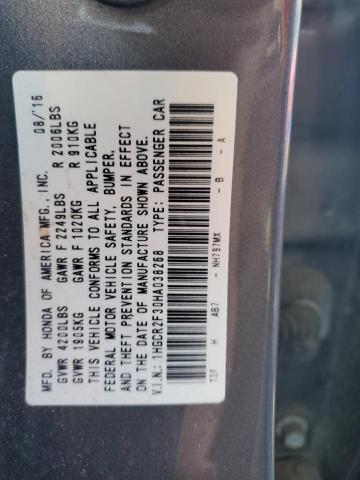 MFD. BY HONDA OF AMERICA MFG., INC. 08/16
GVWR 4200LBS GAWR F 2249LBS R 2006LBS
GVWR 1905KG GAWR F 1020KG R 910KG
THIS VEHICLE CONFORMS TO ALL APPLICABLE
FEDERAL MOTOR VEHICLE SAFETY, BUMPER,
AND THEFT PREVENTION STANDARDS IN EFFECT
ON THE DATE OF MANUFACTURE SHOWN ABOVE.
V.I.N.: 1HGCR2F30HA038268 TYPE: PASSENGER CAR
T2F H AB7 - NH797MX - B - A